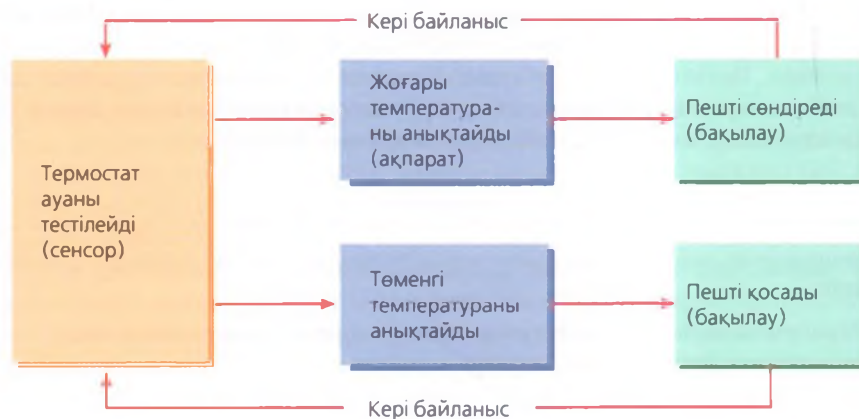 Кері байланыс
Термостат
ауаны
тестілейді
(сенсор)
Жоғары
температура-
ны анықтайды
(ақпарат)
Пешті сөндіреді
(бақылау)
Төменгі
температураны
анықтайды
Пешті қосады
(бақылау)
Кері байланыс